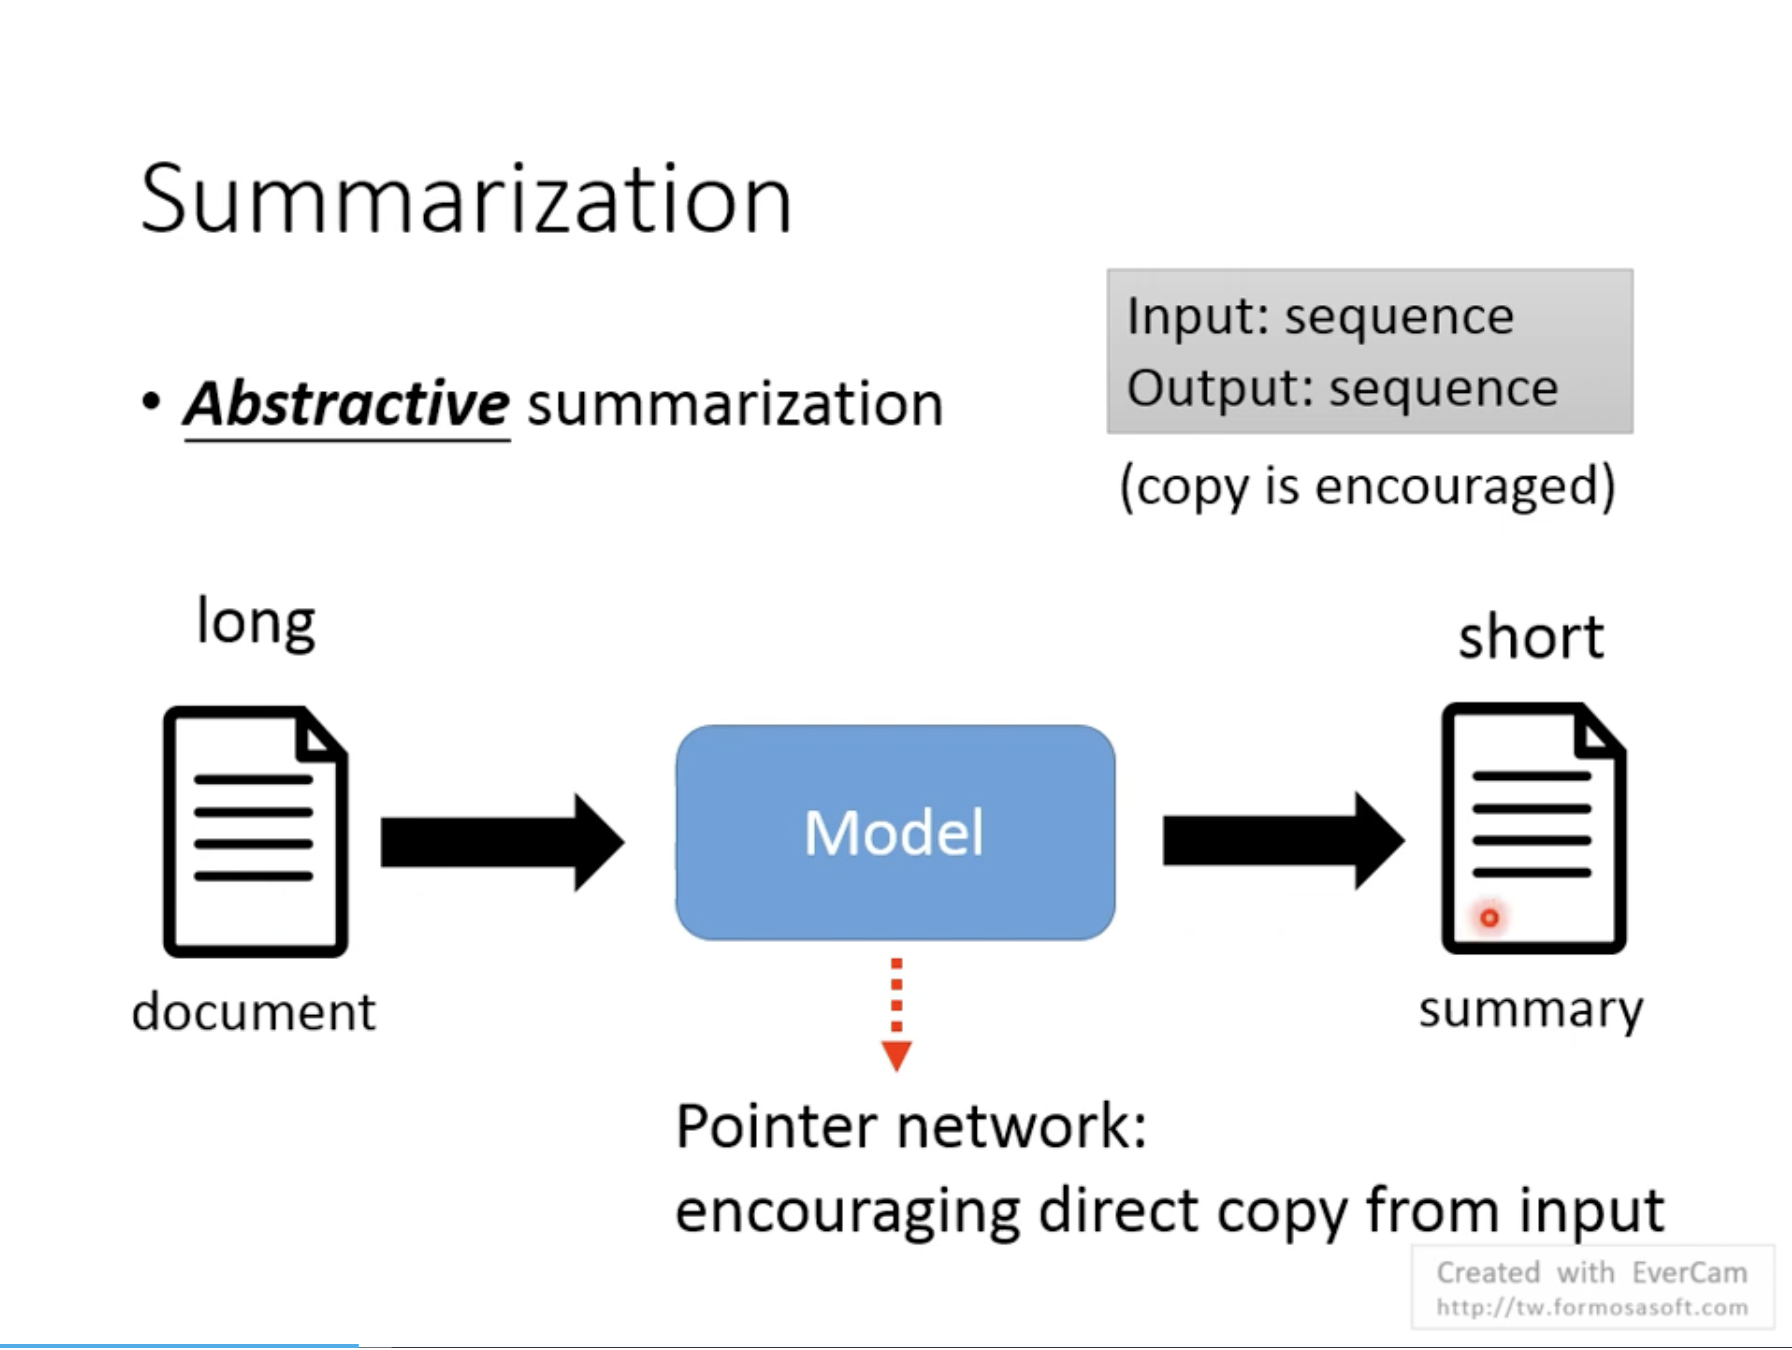 Summarization
• Abstractive summarization
Input: sequence
Output: sequence
(copy is encouraged)
long
short
Model
document
summary
Pointer network:
encouraging direct copy from input
Created with EverCam
http://tw.formosasoft.com